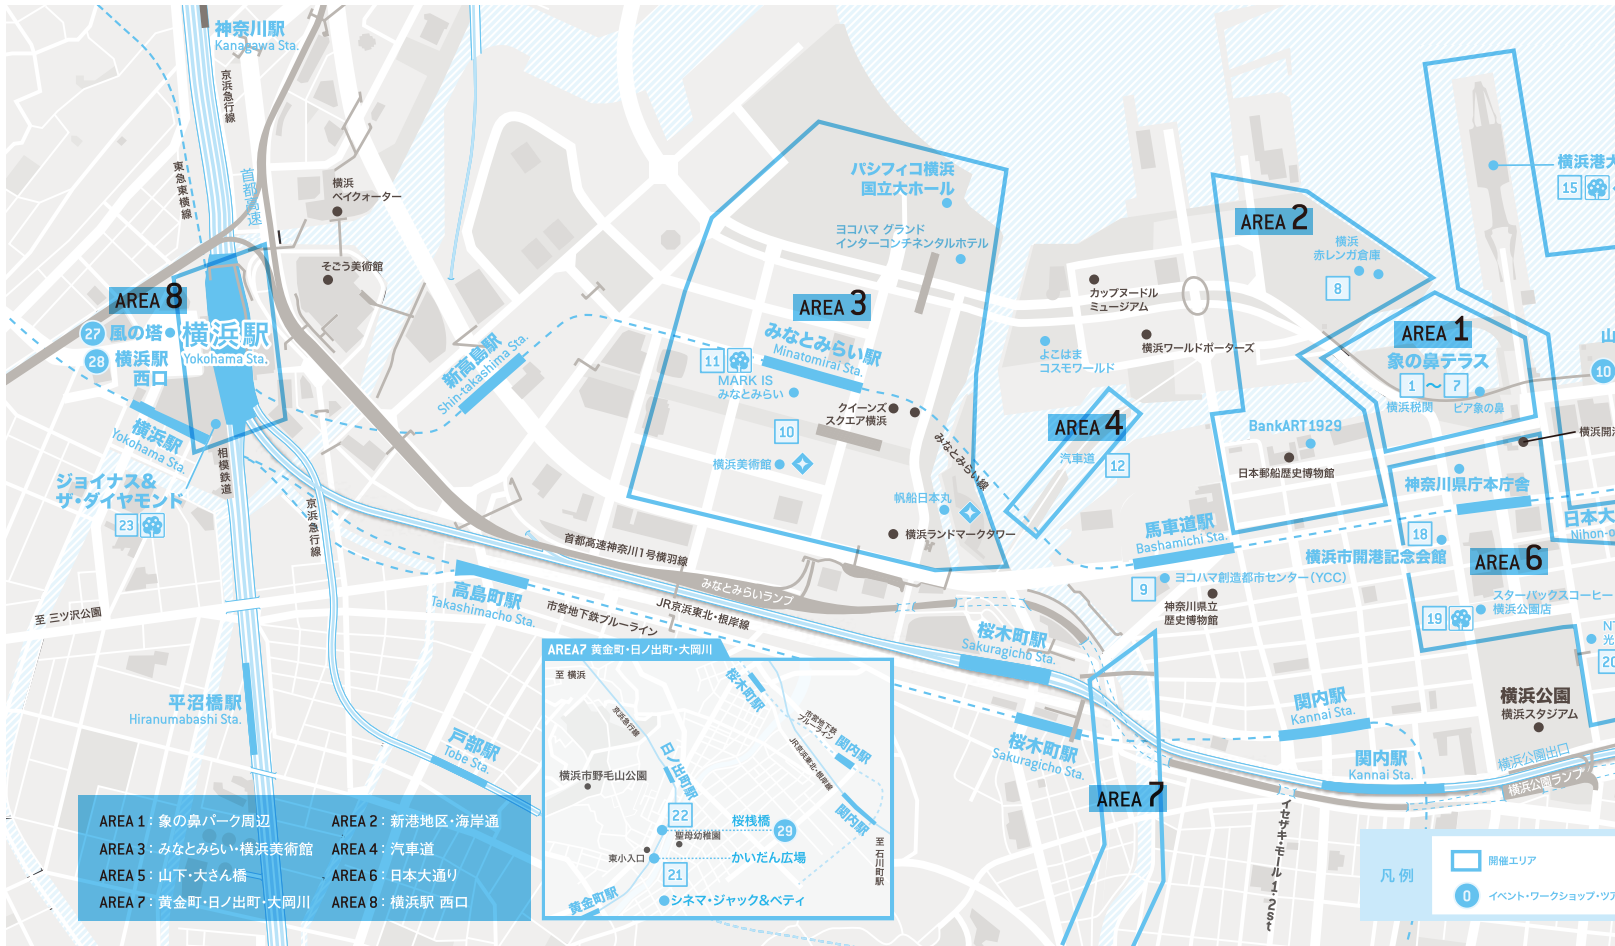 神奈川駅
Kanagawa Sta.
京浜急行線
東急東横線
首都高速
横浜
ベイクォーター
そごう美術館
AREA 8
27 風の塔
28 横浜駅
西口
横浜駅
Yokohama Sta.
横浜駅
Yokohama Sta.
ジョイナス&
ザ・ダイヤモンド
23
相模鉄道
京浜急行線
新高島駅
Shin-takashima Sta.
パシフィコ横浜
国立大ホール
ヨコハマ グランド
インターコンチネンタルホテル
AREA 3
みなとみらい駅
Minatomirai Sta.
11
MARK IS
みなとみらい
10
クイーンズ
スクエア横浜
横浜美術館
みなとみらい線
帆船日本丸
横浜ランドマークタワー
カップヌードル
ミュージアム
横浜ワールドポーターズ
よこはま
コスモワールド
AREA 4
汽車道
12
AREA 2
横浜
赤レンガ倉庫
8
AREA 1
象の鼻テラス
1 〜 7
横浜税関
ピア象の鼻
横浜港大
15
山
10
横浜開港
BankART1929
日本郵船歴史博物館
神奈川県庁本庁舎
日本大
Nihon-o
18
横浜市開港記念会館
AREA 6
スターバックスコーヒー
横浜公園店
19
NT
光
20
馬車道駅
Bashamichi Sta.
ヨコハマ創造都市センター(YCC)
9
神奈川県立
歴史博物館
首都高速神奈川1号横羽線
みなとみらいランプ
JR京浜東北・根岸線
市営地下鉄ブルーライン
高島町駅
Takashimacho Sta.
至 三ツ沢公園
平沼橋駅
Hiranumabashi Sta.
戸部駅
Tobe Sta.
桜木町駅
Sakuragicho Sta.
桜木町駅
Sakuragicho Sta.
関内駅
Kannai Sta.
関内駅
Kannai Sta.
横浜公園
横浜スタジアム
横浜公園出口
横浜公園ランプ
AREA 7
イセザキ・モール 1・2st
AREA7 黄金町・日ノ出町・大岡川
至 横浜
桜木町駅
京浜急行線
市営地下鉄
ブルーライン
JR京浜東北・根岸線
関内駅
日ノ出町駅
横浜市野毛山公園
関内駅
22
桜桟橋
29
聖母幼稚園
東小入口
かいだん広場
至 石川町駅
21
シネマ・ジャック&ベティ
黄金町駅
AREA 1 : 象の鼻パーク周辺
AREA 2 : 新港地区・海岸通
AREA 3 : みなとみらい・横浜美術館
AREA 4 : 汽車道
AREA 5 : 山下・大さん橋
AREA 6 : 日本大通り
AREA 7 : 黄金町・日ノ出町・大岡川
AREA 8 : 横浜駅 西口
凡例
開催エリア
0 イベント・ワークショップ・ツア